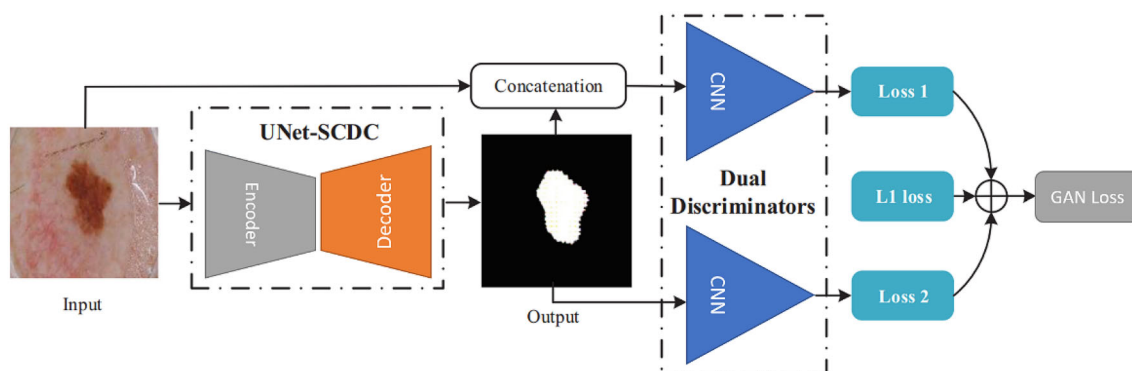 Concatenation
CNN
Loss 1
UNet-SCDC
Encoder
Decoder
Dual
Discriminators
L1 loss
GAN Loss
CNN
Loss 2
Input
Output